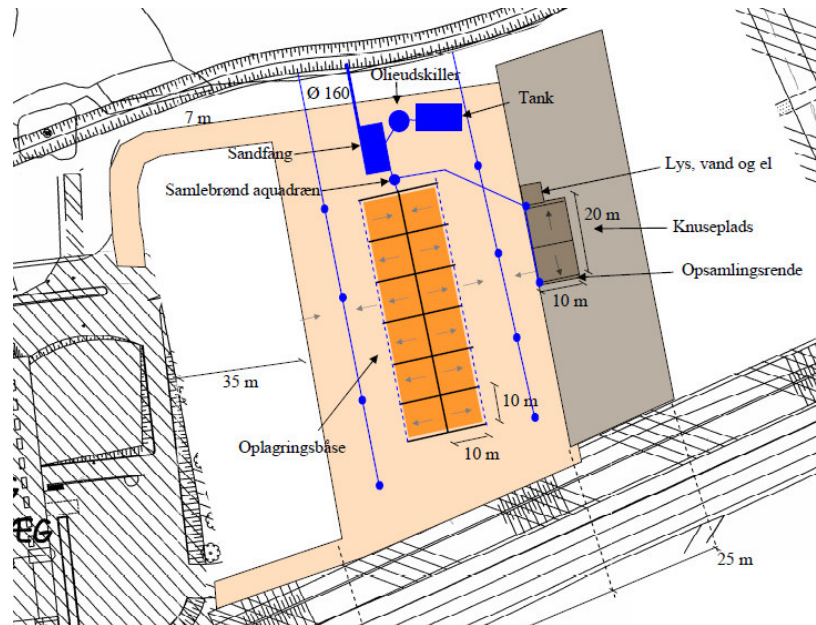 Olieudskiller
Ø 160
Tank
7 m
Sandfang
Samlebrønd aquadræn
Lys, vand og el
20 m
Knuseplads
Opsamlingsrende
10 m
35 m
10 m
Oplagringsbåse
10 m
ÆG
25 m